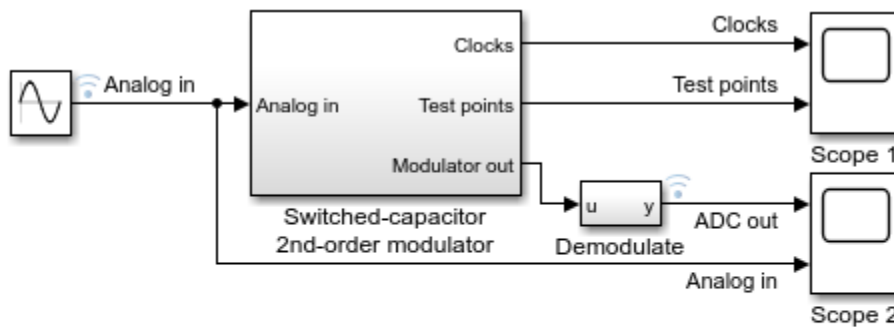 Analog in
Analog in
Clocks
Test points
Modulator out
Switched-capacitor
2nd-order modulator
Clocks
Test points
Scope 1
u
y
Demodulate
ADC out
Analog in
Scope 2